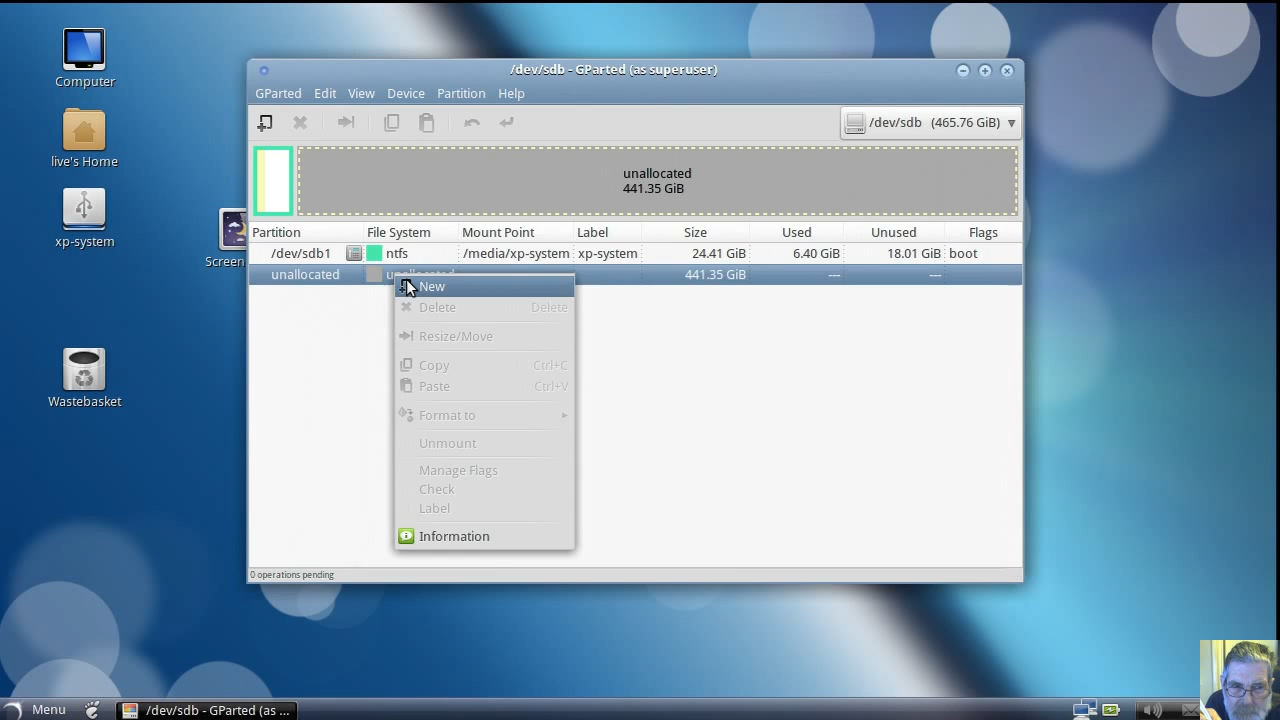 Computer
live's Home
xp-system
Screen
Wastebasket
/dev/sdb - GParted (as superuser)
GParted Edit View Device Partition Help
/dev/sdb (465.76 GiB)
unallocated
441.35 GiB
Partition File System Mount Point Label Size Used Unused Flags
/dev/sdb1 ntfs /media/xp-system xp-system 24.41 GiB 6.40 GiB 18.01 GiB boot
unallocated unallocated 441.35 GiB --- ---
New
Delete Delete
Resize/Move
Copy Ctrl+C
Paste Ctrl+V
Format to
Unmount
Manage Flags
Check
Label
Information
0 operations pending
Menu /dev/sdb - GParted (as ...